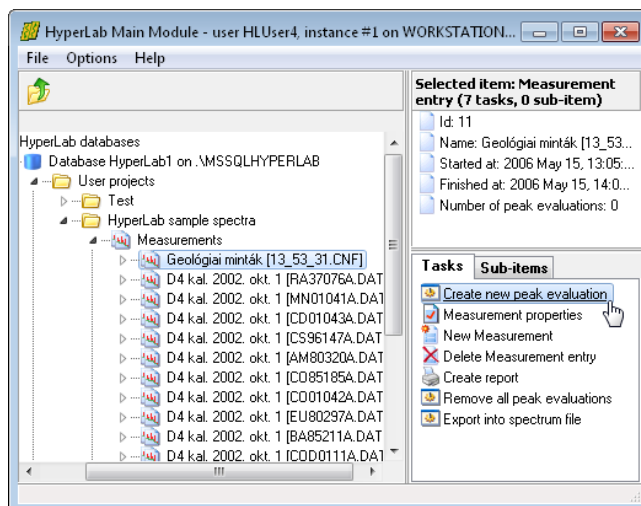 HyperLab Main Module - user HLUser4, instance #1 on WORKSTATION...
File Options Help
HyperLab databases
Database HyperLab1 on .\MSSQLHYPERLAB
User projects
Test
HyperLab sample spectra
Measurements
Geológiai minták [13_53_31.CNF]
D4 kal. 2002. okt. 1 [RA37076A.DAT
D4 kal. 2002. okt. 1 [MN01041A.DAT
D4 kal. 2002. okt. 1 [CD01043A.DAT
D4 kal. 2002. okt. 1 [CS96147A.DAT
D4 kal. 2002. okt. 1 [AM80320A.DAT
D4 kal. 2002. okt. 1 [CO85185A.DAT
D4 kal. 2002. okt. 1 [CO01042A.DAT
D4 kal. 2002. okt. 1 [EU80297A.DAT
D4 kal. 2002. okt. 1 [BA85211A.DAT
D4 kal. 2002. okt. 1 [COD0111A.DAT
Selected item: Measurement
entry (7 tasks, 0 sub-item)
Id: 11
Name: Geológiai minták [13_53...
Started at: 2006 May 15, 13:05:...
Finished at: 2006 May 15, 14:0...
Number of peak evaluations: 0
Tasks Sub-items
Create new peak evaluation
Measurement properties
New Measurement
Delete Measurement entry
Create report
Remove all peak evaluations
Export into spectrum file